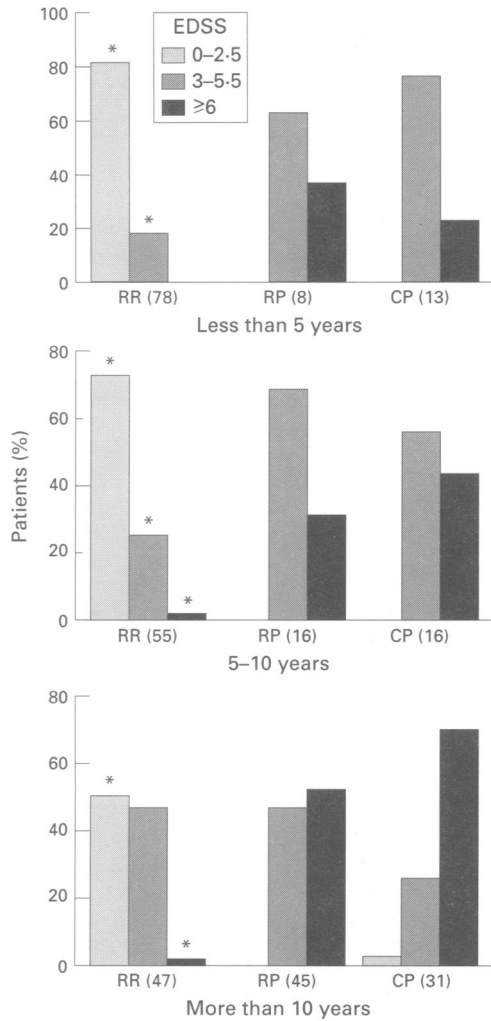 100
80
60
40
20
0
EDSS
0–2·5
3–5·5
⩾6
*
*
RR (78)
RP (8)
CP (13)
Less than 5 years
Patients (%)
80
60
40
20
0
*
*
*
RR (55)
RP (16)
CP (16)
5–10 years
80
60
40
20
0
*
*
RR (47)
RP (45)
CP (31)
More than 10 years